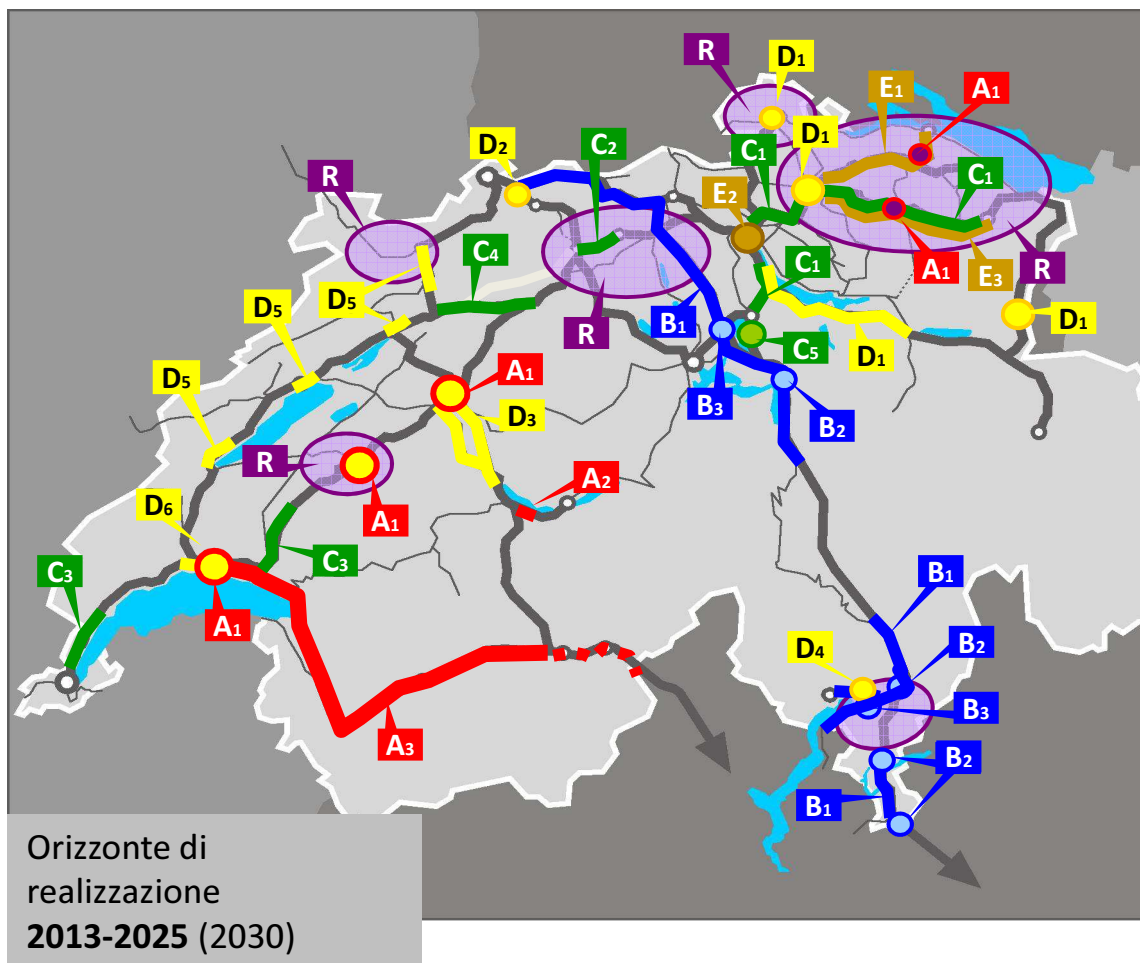 R
D1
E1
A1
D2
C2
C1
D1
R
E2
C1
C4
C1
A1
E3
R
D5
D5
R
B1
D1
D1
C5
D5
A1
B3
B2
D3
R
A2
D6
A1
C3
C3
A1
B1
D4
B2
B3
A3
B2
B1
Orizzonte di
realizzazione
2013-2025 (2030)